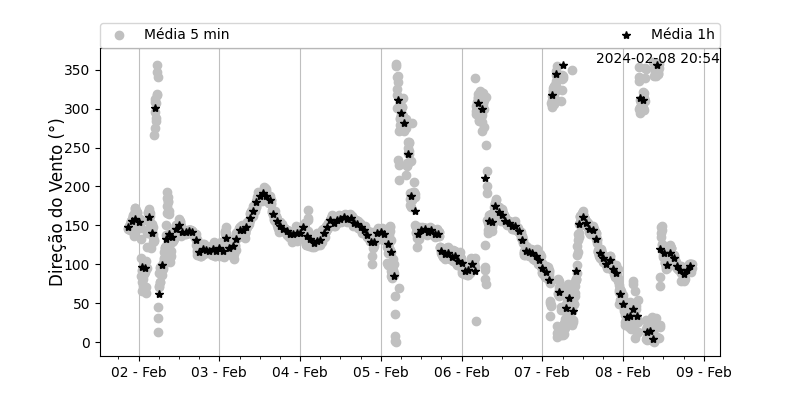 Média 5 min
Média 1h
2024-02-08 20:54
Direção do Vento (°)
350
300
250
200
150
100
50
0
02 - Feb
03 - Feb
04 - Feb
05 - Feb
06 - Feb
07 - Feb
08 - Feb
09 - Feb